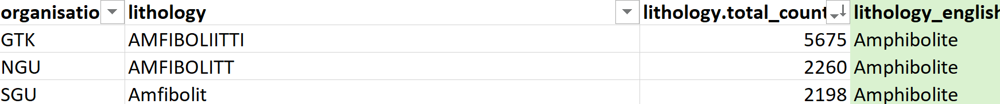 organisatio lithology lithology.total_count lithology_english
GTK AMFIBOLIITTI 5675 Amphibolite
NGU AMFIBOLITT 2260 Amphibolite
SGU Amfibolit 2198 Amphibolite